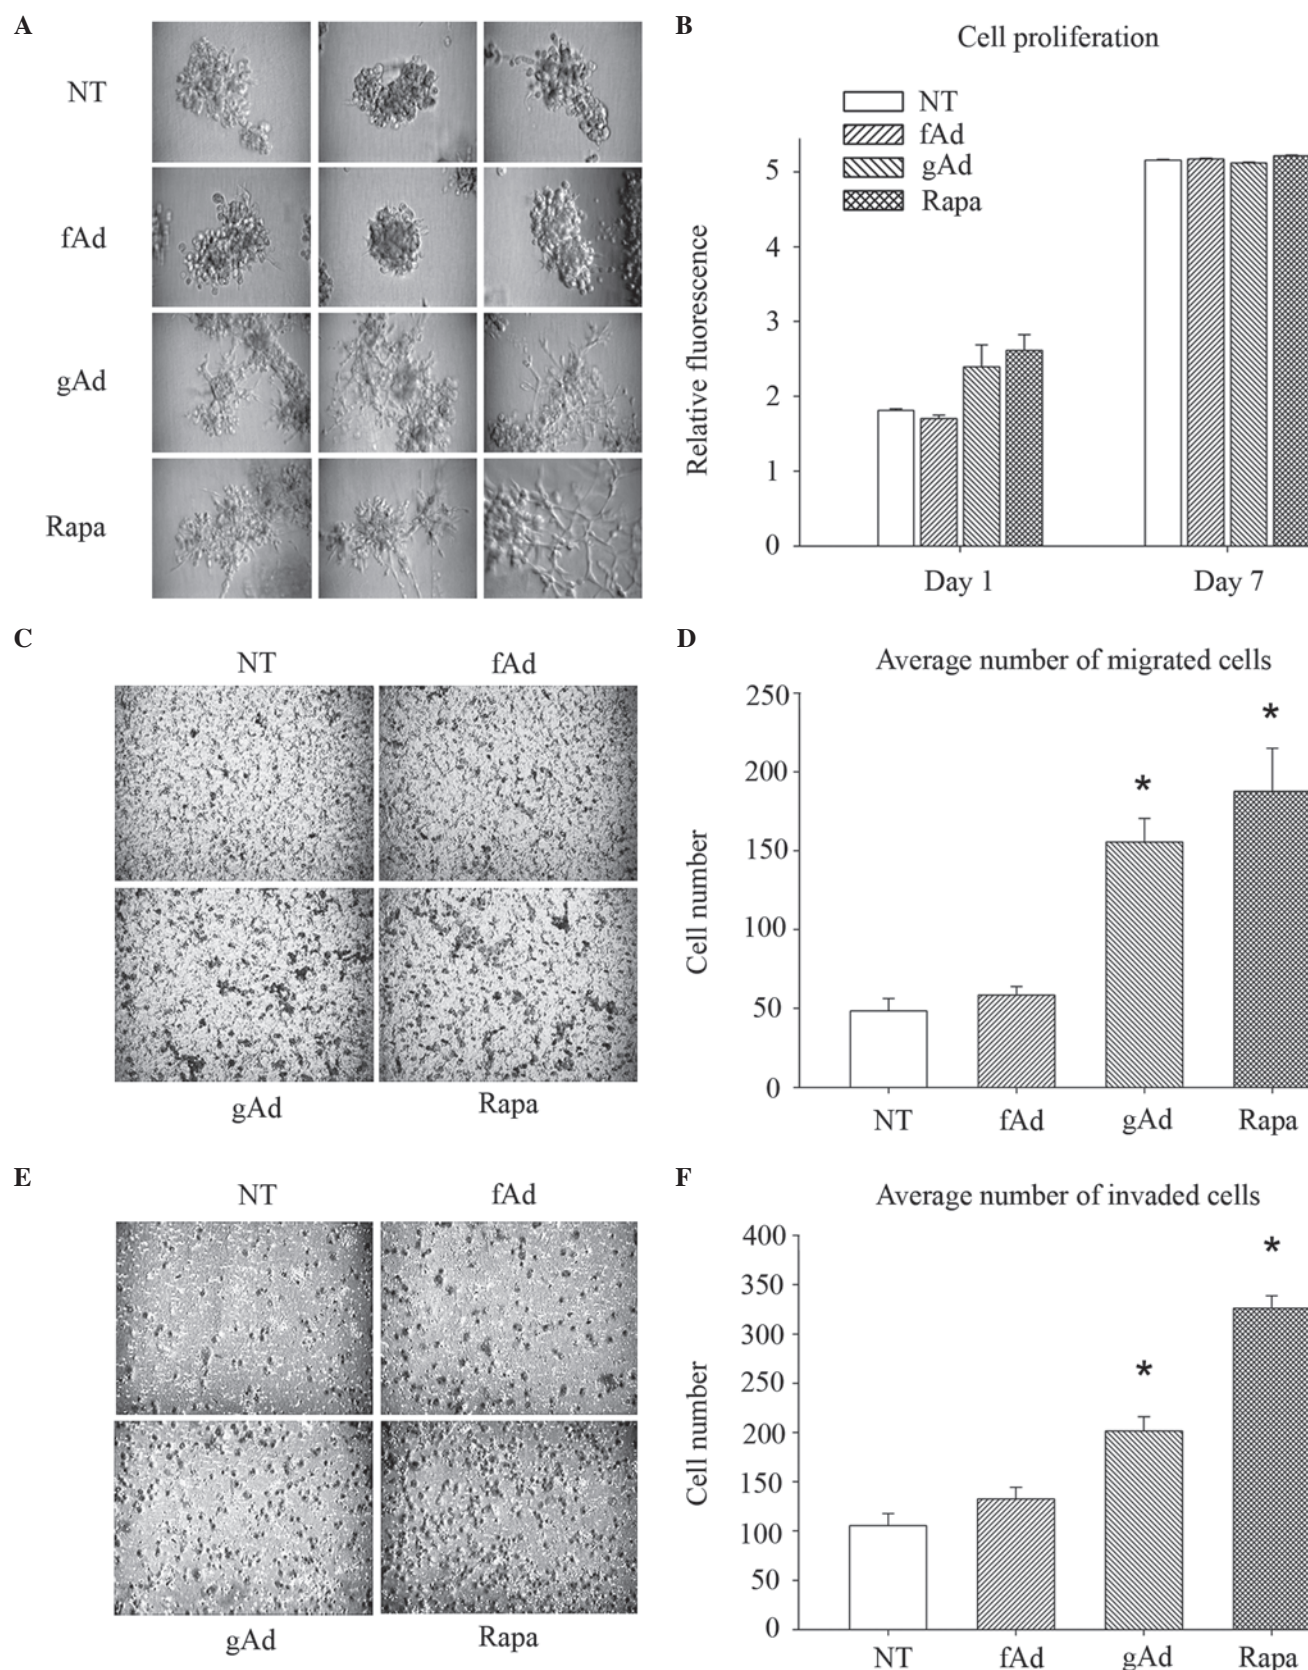 A
NT
fAd
gAd
Rapa
B
Cell proliferation
NT
fAd
gAd
Rapa
Relative fluorescence
5
4
3
2
1
0
Day 1
Day 7
C
NT
fAd
gAd
Rapa
D
Average number of migrated cells
Cell number
250
200
150
100
50
0
*
*
NT
fAd
gAd
Rapa
E
NT
fAd
gAd
Rapa
F
Average number of invaded cells
Cell number
400
350
300
250
200
150
100
50
0
*
*
NT
fAd
gAd
Rapa